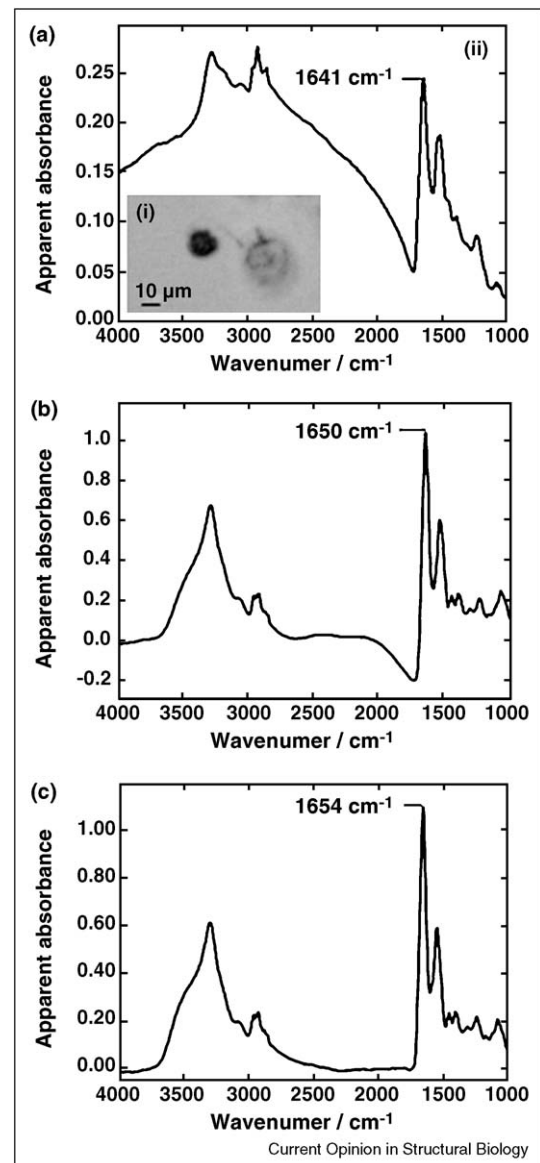 (a)
(ii)
1641 cm-1
Apparent absorbance
0.25
0.20
0.15
0.10
0.05
0.00
(i)
10 µm
4000 3500 3000 2500 2000 1500 1000
Wavenumer / cm-1
(b)
1650 cm-1
Apparent absorbance
1.0
0.8
0.6
0.4
0.2
0.0
-0.2
4000 3500 3000 2500 2000 1500 1000
Wavenumer / cm-1
(c)
1654 cm-1
Apparent absorbance
1.00
0.80
0.60
0.40
0.20
0.00
4000 3500 3000 2500 2000 1500 1000
Wavenumer / cm-1
Current Opinion in Structural Biology